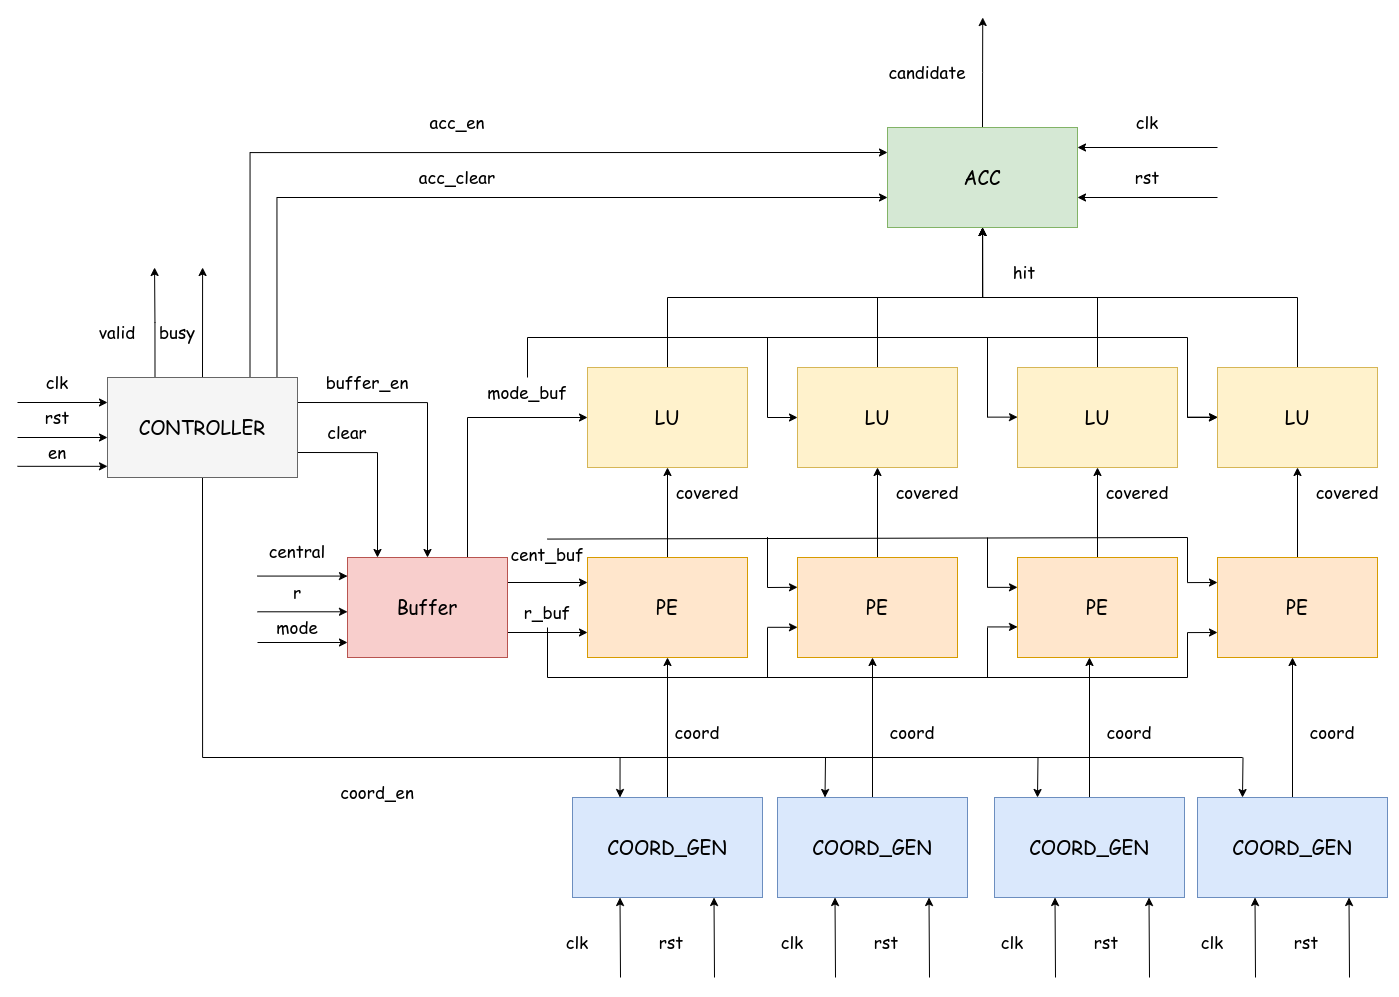 candidate
acc_en
clk
acc_clear
ACC
rst
hit
valid
busy
clk
buffer_en
mode_buf
rst
CONTROLLER
clear
LU
LU
LU
LU
en
covered
covered
covered
covered
central
cent_buf
r
Buffer
r_buf
PE
PE
PE
PE
mode
coord
coord
coord
coord
coord_en
COORD_GEN
COORD_GEN
COORD_GEN
COORD_GEN
clk
rst
clk
rst
clk
rst
clk
rst